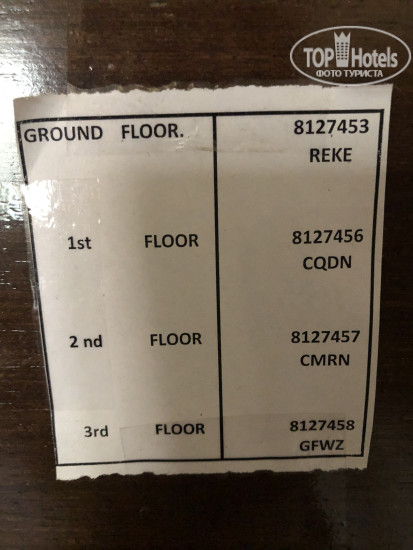 TOP Hotels
ФОТО ТУРИСТА
GROUND FLOOR. 8127453
REKE
1st FLOOR 8127456
CQDN
2 nd FLOOR 8127457
CMRN
3rd FLOOR 8127458
GFWZ